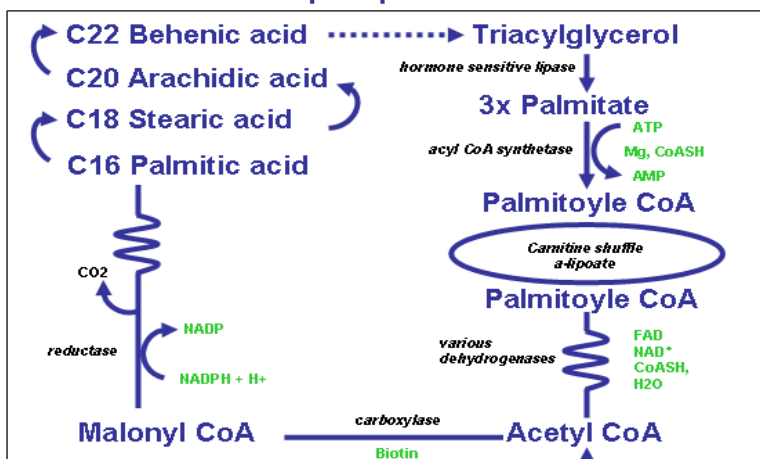 C22 Behenic acid
Triacylglycerol
C20 Arachidic acid
hormone sensitive lipase
C18 Stearic acid
3x Palmitate
C16 Palmitic acid
acyl CoA synthetase
ATP
Mg, CoASH
AMP
Palmitoyle CoA
Carnitine shuffle
a-lipoate
Palmitoyle CoA
CO2
NADP
reductase
NADPH + H+
various
dehydrogenases
FAD
NAD+
CoASH,
H2O
Malonyl CoA
carboxylase
Biotin
Acetyl CoA